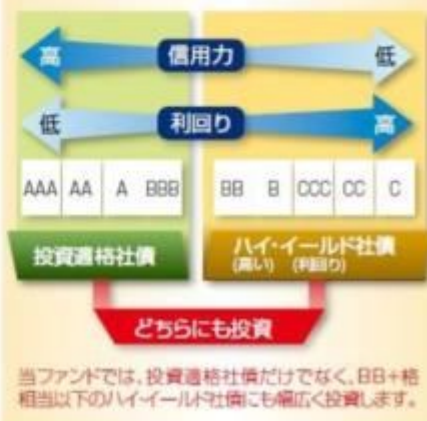 高 信用力 低
低 利回り 高
AAA AA A BBB BB B CCC CC C
投資適格社債 ハイ・イールド社債
(高い) (利回り)
どちらにも投資
当ファンドでは、投資適格社債だけでなく、BB+格
相当以下のハイ・イールド社債にも幅広く投資します。